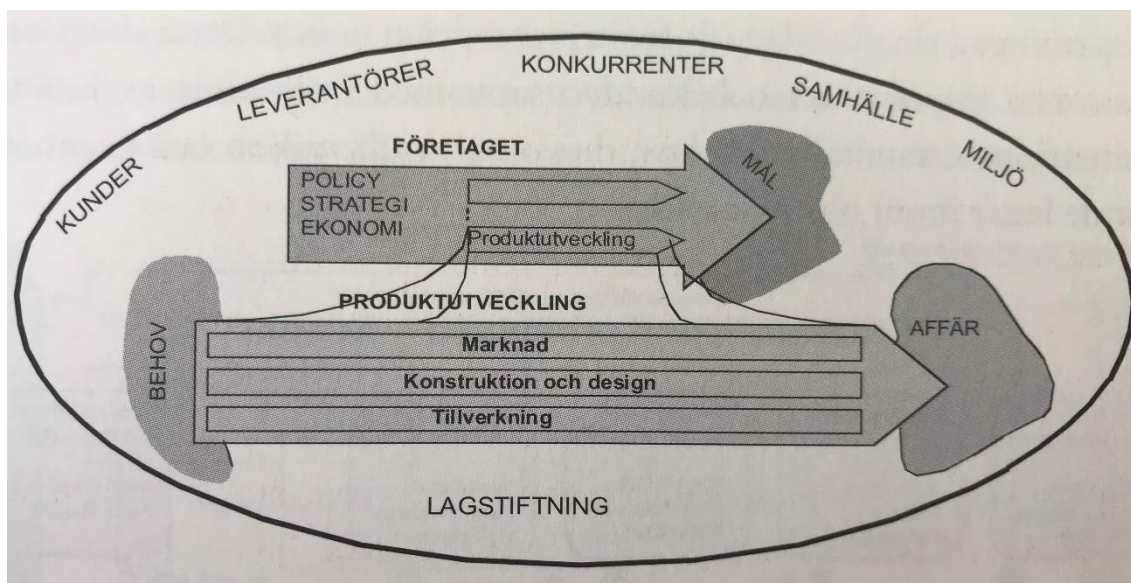 KUNDER
LEVERANTÖRER
KONKURRENTER
SAMHÄLLE
MILJÖ
FÖRETAGET
POLICY
STRATEGI
EKONOMI
MÅL
Produktutveckling
PRODUKTUTVECKLING
BEHOV
Marknad
Konstruktion och design
Tillverkning
AFFÄR
LAGSTIFTNING